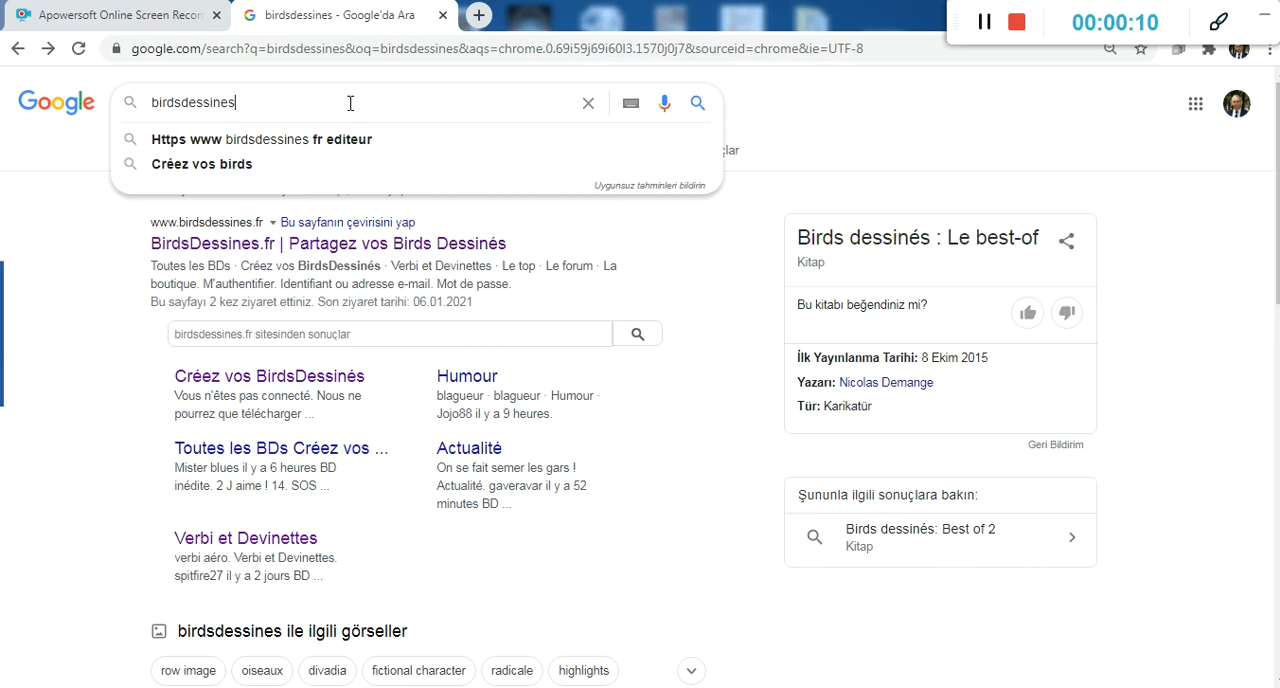 Apowersoft Online Screen Recor
birdsdessines - Google'da Ara
00:00:10
google.com/search?q=birdsdessines&oq=birdsdessines&aqs=chrome.0.69i59j69i60l3.1570j0j7&sourceid=chrome&ie=UTF-8
Google
birdsdessines
Https www birdsdessines fr editeur
Créez vos birds
Uygunsuz tahminleri bildirin
çlar
www.birdsdessines.fr Bu sayfanın çevirisini yap
BirdsDessines.fr | Partagez vos Birds Dessinés
Toutes les BDs · Créez vos BirdsDessinés · Verbi et Devinettes · Le top · Le forum · La
boutique. M'authentifier. Identifiant ou adresse e-mail. Mot de passe.
Bu sayfayı 2 kez ziyaret ettiniz. Son ziyaret tarihi: 06.01.2021
birdsdessines.fr sitesinden sonuçlar
Créez vos BirdsDessinés
Vous n'êtes pas connecté. Nous ne
pourrez que télécharger ...
Humour
blagueur · blagueur · Humour ·
Jojo88 il y a 9 heures.
Toutes les BDs Créez vos ...
Mister blues il y a 6 heures BD
inédite. 2 J aime ! 14. SOS ...
Actualité
On se fait semer les gars !
Actualité. gaveravar il y a 52
minutes BD ...
Verbi et Devinettes
verbi aéro. Verbi et Devinettes.
spitfire27 il y a 2 jours BD ...
birdsdessines ile ilgili görseller
row image
oiseaux
divadia
fictional character
radicale
highlights
Birds dessinés : Le best-of
Kitap
Bu kitabı beğendiniz mi?
İlk Yayınlanma Tarihi: 8 Ekim 2015
Yazarı: Nicolas Demange
Tür: Karikatür
Geri Bildirim
Şununla ilgili sonuçlara bakın:
Birds dessinés: Best of 2
Kitap